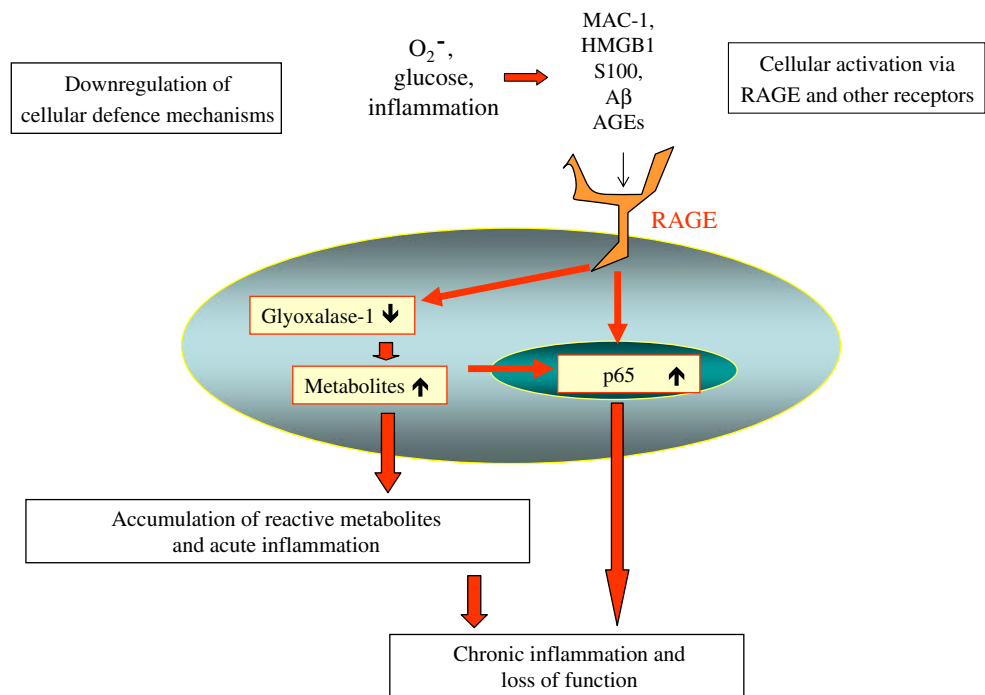 Downregulation of
cellular defence mechanisms
O₂⁻,
glucose,
inflammation
MAC-1,
HMGB1
S100,
Aβ
AGEs
Cellular activation via
RAGE and other receptors
RAGE
Glyoxalase-1 🡻
Metabolites 🡹
p65 🡹
Accumulation of reactive metabolites
and acute inflammation
Chronic inflammation and
loss of function